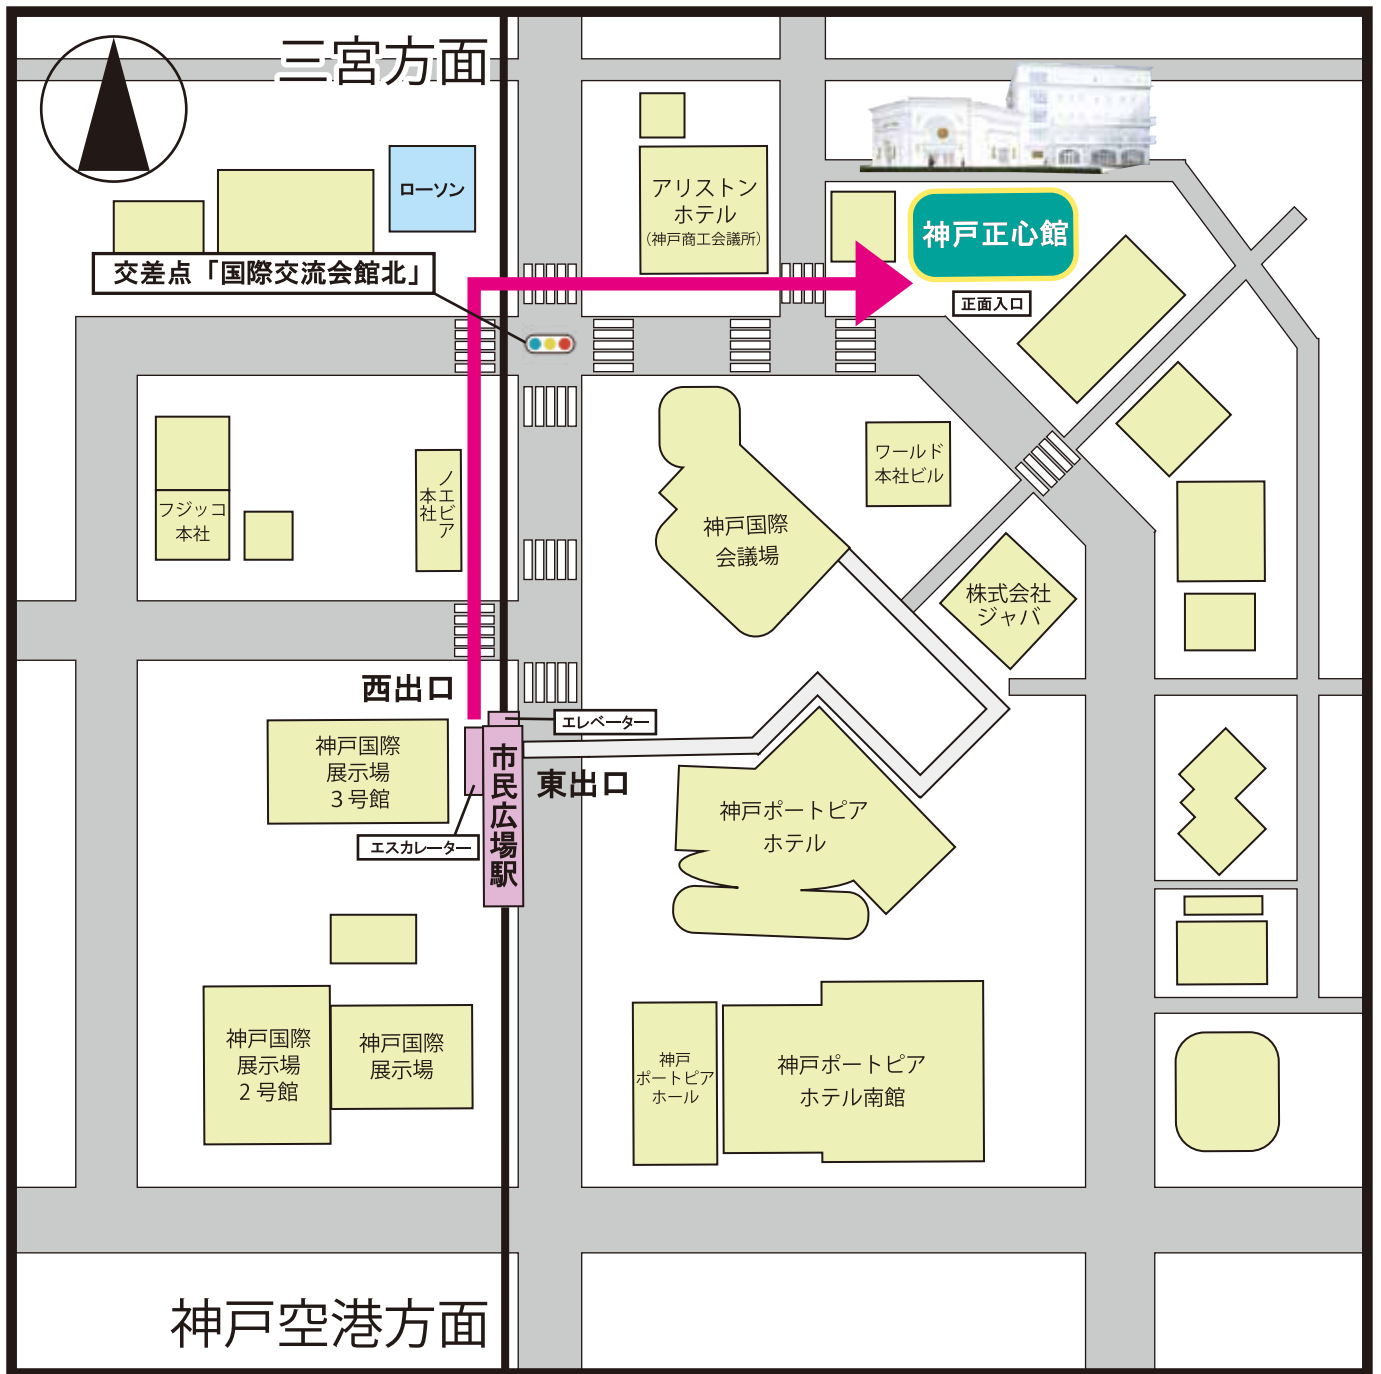 三宮方面
ローソン
アリストン
ホテル
（神戸商工会議所）
神戸正心館
交差点「国際交流会館北」
正面入口
ワールド
本社ビル
ノエビア
本社
フジッコ
本社
神戸国際
会議場
株式会社
ジャバ
西出口
エレベーター
神戸国際
展示場
3号館
市民広場駅
東出口
エスカレーター
神戸ポートピア
ホテル
神戸国際
展示場
2号館
神戸国際
展示場
神戸
ポートピア
ホール
神戸ポートピア
ホテル南館
神戸空港方面